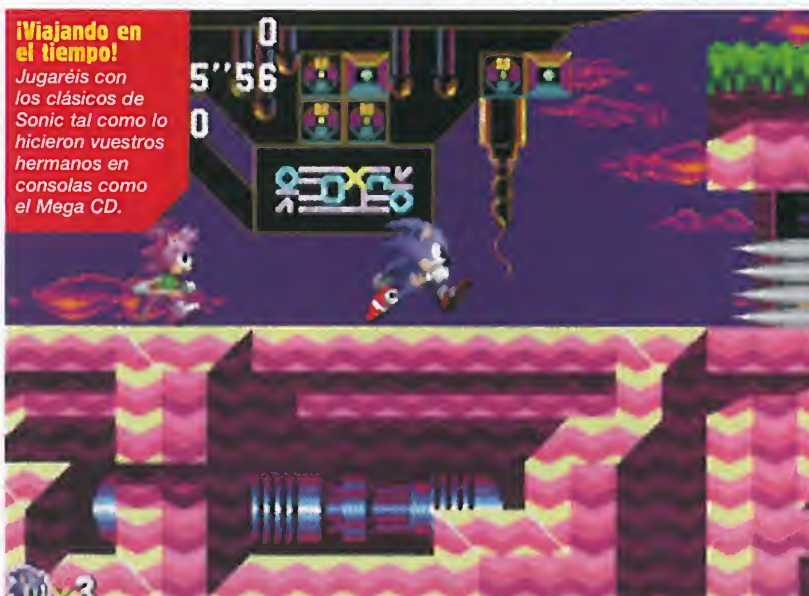 ¡Viajando en
el tiempo!
Jugaréis con
los clásicos de
Sonic tal como lo
hicieron vuestros
hermanos en
consolas como
el Mega CD.
0
5"56
0
3